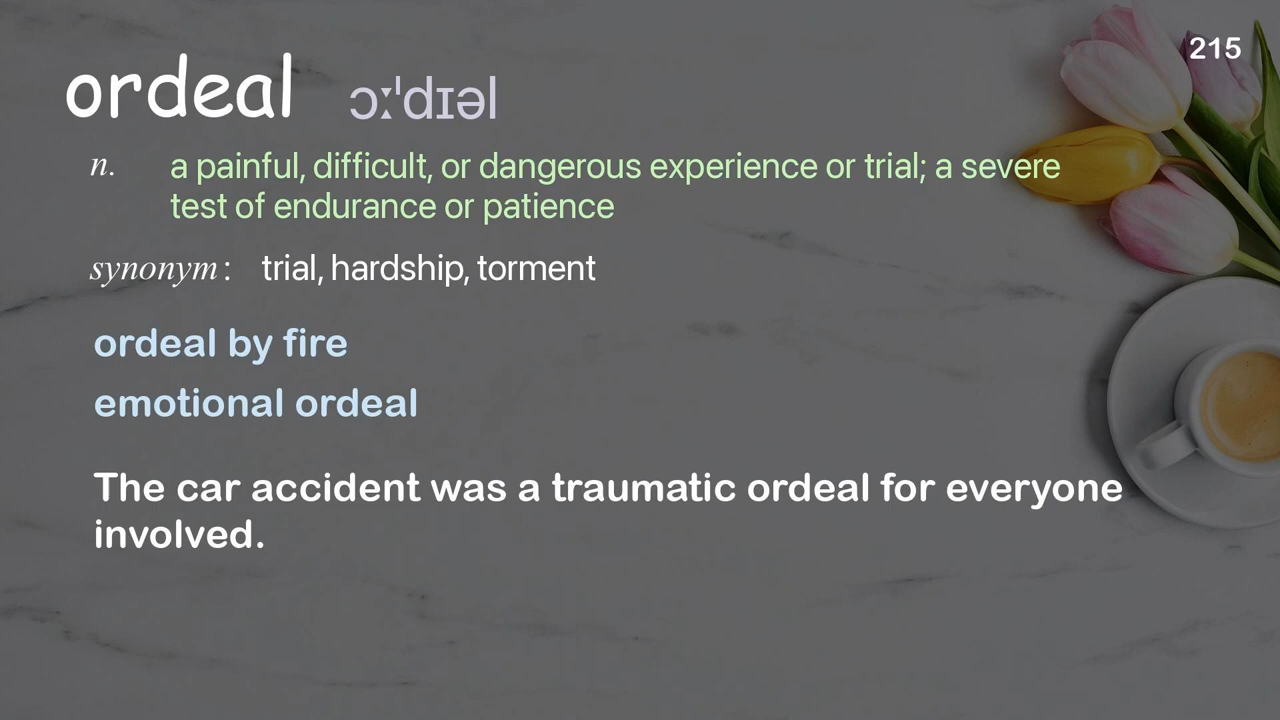 215
ordeal ɔːˈdɪəl
n. a painful, difficult, or dangerous experience or trial; a severe
test of endurance or patience
synonym: trial, hardship, torment
ordeal by fire
emotional ordeal
The car accident was a traumatic ordeal for everyone
involved.